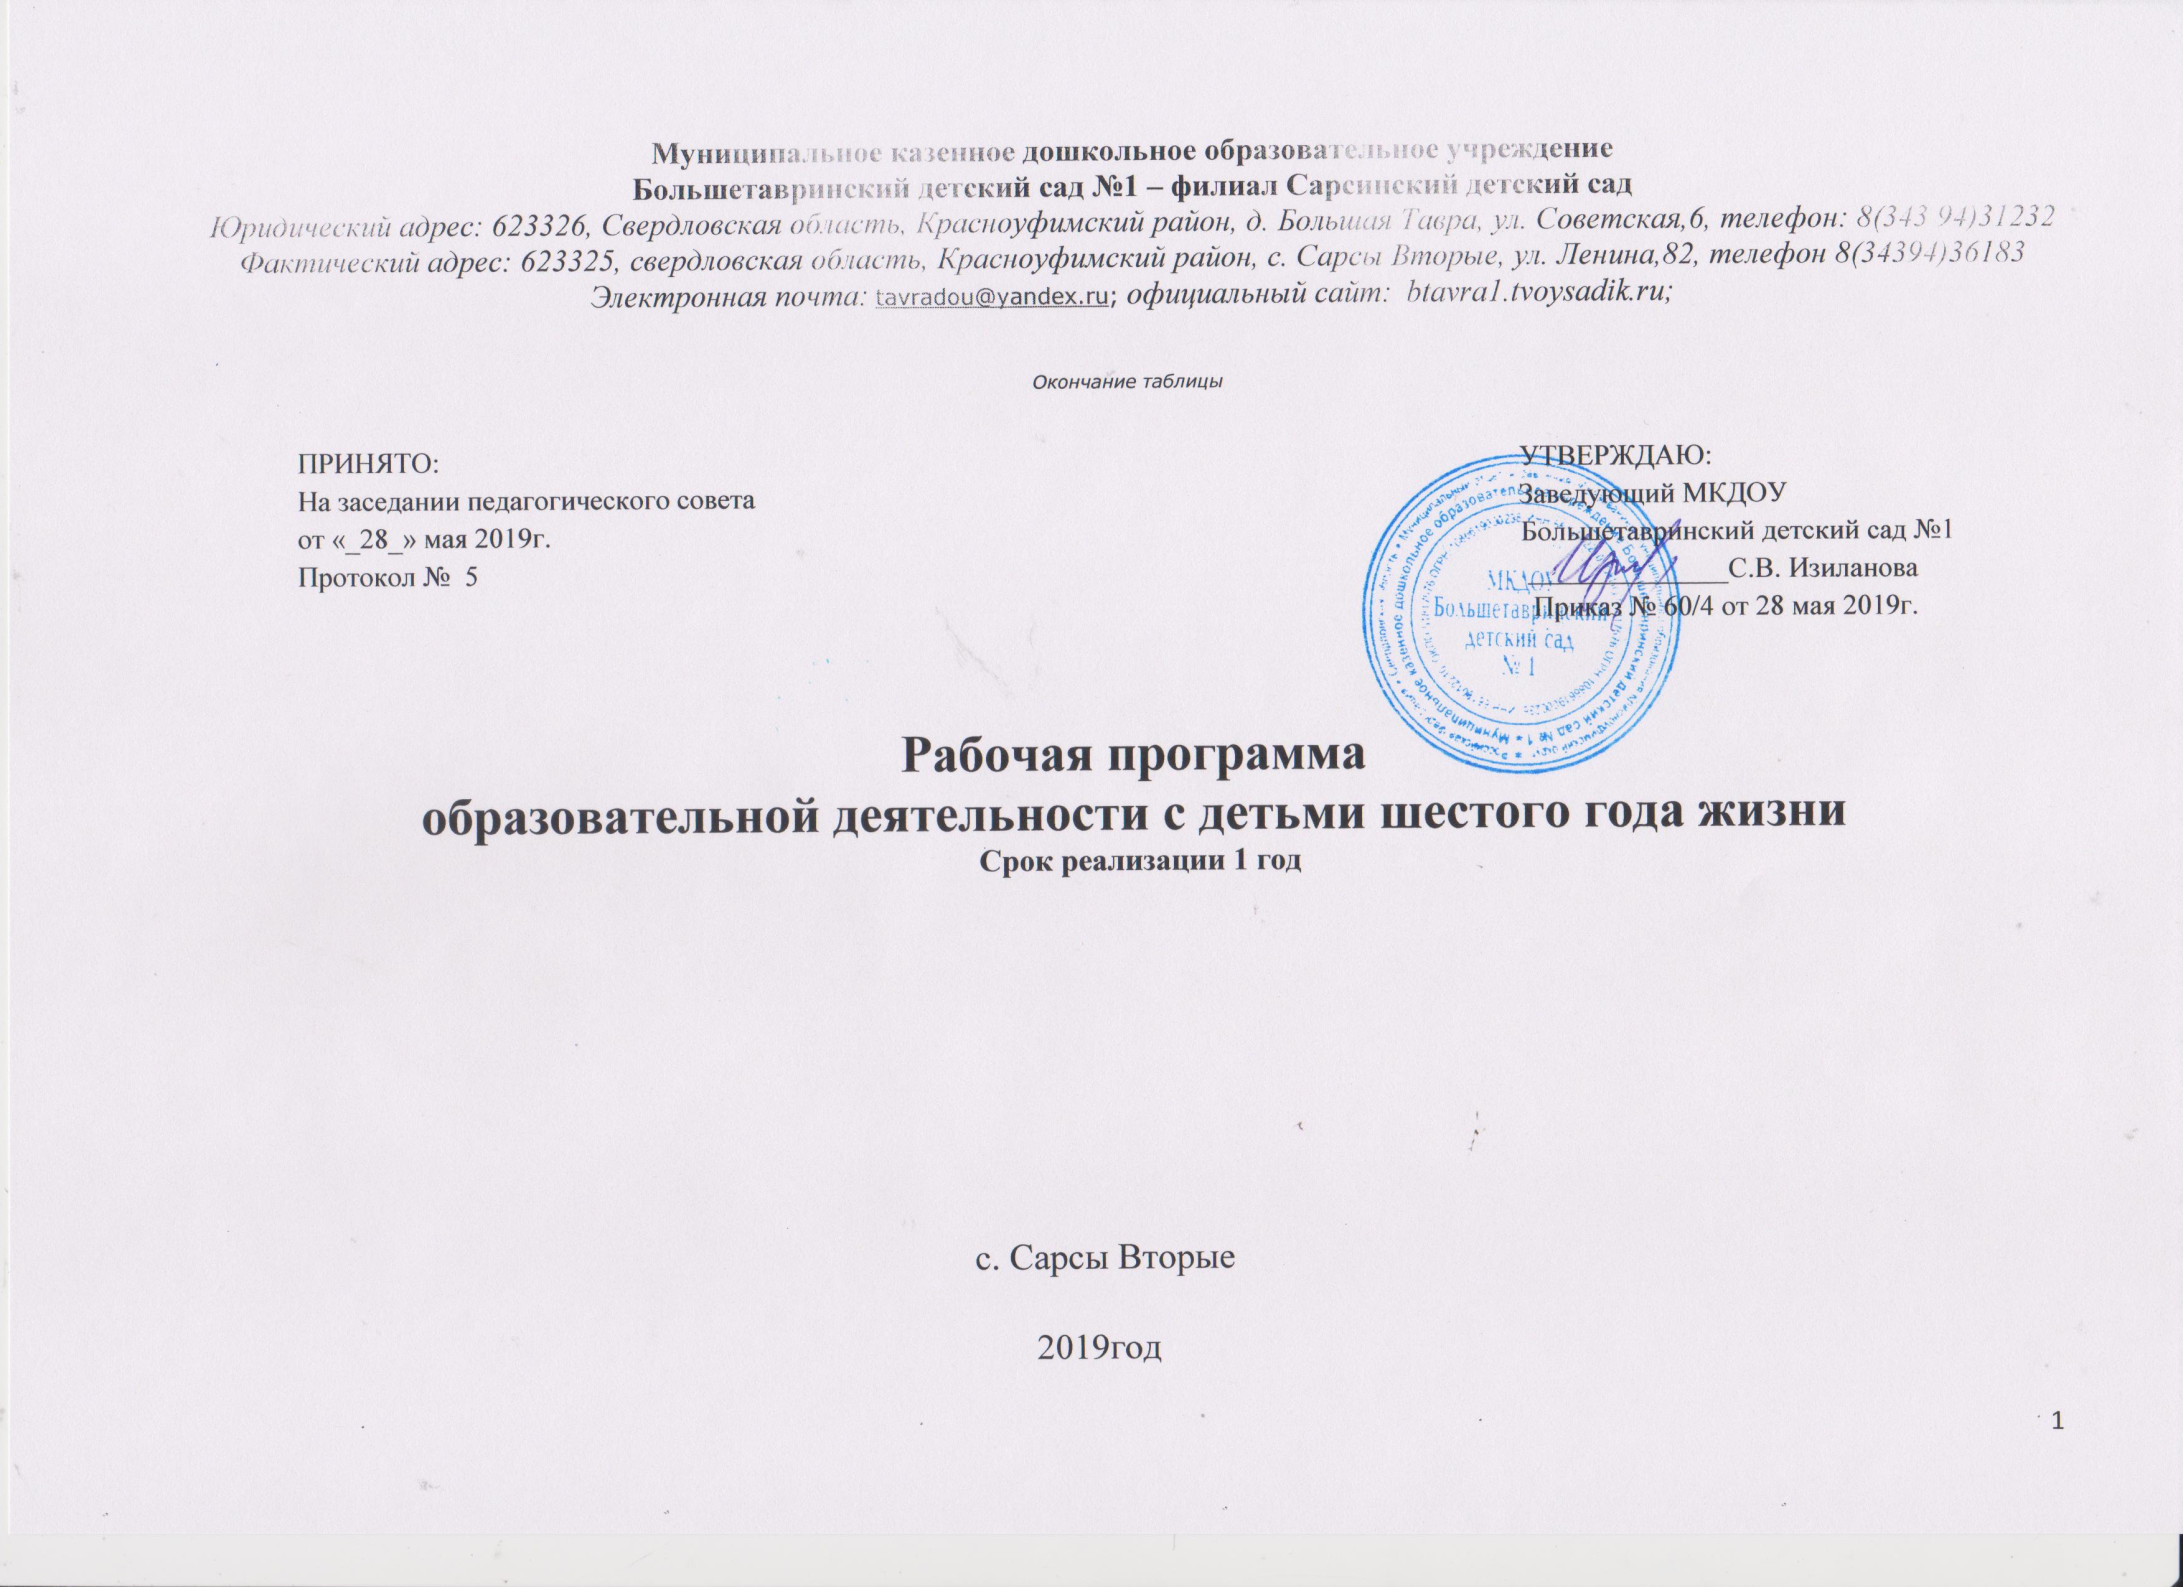 Муниципальное казенное дошкольное образовательное учреждение
Большетавринский детский сад №1 – филиал Сарсинский детский сад
Юридический адрес: 623326, Свердловская область, Красноуфимский район, д. Большая Тавра, ул. Советская,6, телефон: 8(343 94)31232
Фактический адрес: 623325, свердловская область, Красноуфимский район, с. Сарсы Вторые, ул. Ленина,82, телефон 8(34394)36183
Электронная почта: tavradou@yandex.ru; официальный сайт: btavra1.tvoysadik.ru;
Окончание таблицы
ПРИНЯТО:
На заседании педагогического совета
от «_28_» мая 2019г.
Протокол № 5
УТВЕРЖДАЮ:
Заведующий МКДОУ
Большетавринский детский сад №1
______________С.В. Изиланова
Приказ № 60/4 от 28 мая 2019г.
МКДОУ
Большетавринский
детский сад
№ 1
Рабочая программа
образовательной деятельности с детьми шестого года жизни
Срок реализации 1 год
с. Сарсы Вторые
2019год
1